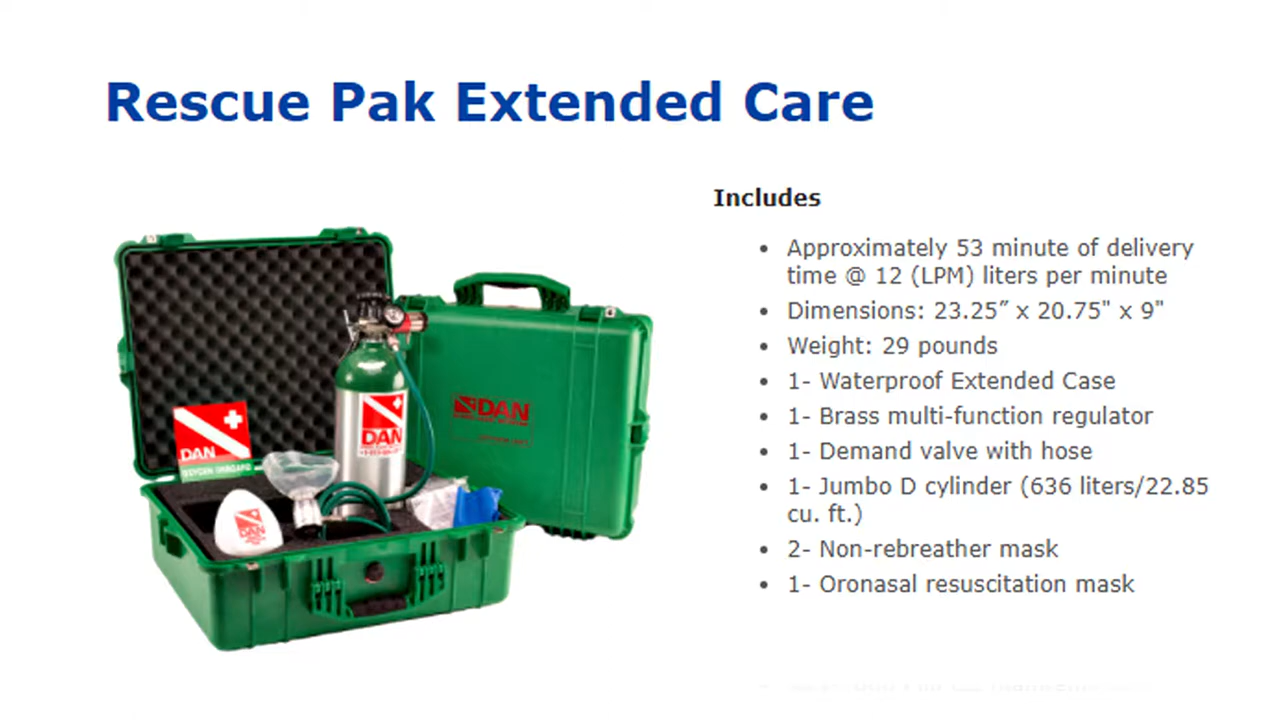 Rescue Pak Extended Care
Includes
• Approximately 53 minute of delivery
time @ 12 (LPM) liters per minute
• Dimensions: 23.25″ x 20.75" x 9"
• Weight: 29 pounds
• 1- Waterproof Extended Case
• 1- Brass multi-function regulator
• 1- Demand valve with hose
• 1- Jumbo D cylinder (636 liters/22.85
cu. ft.)
• 2- Non-rebreather mask
• 1- Oronasal resuscitation mask
DAN
DAN
DAN
OXYGEN ONBOARD
DAN